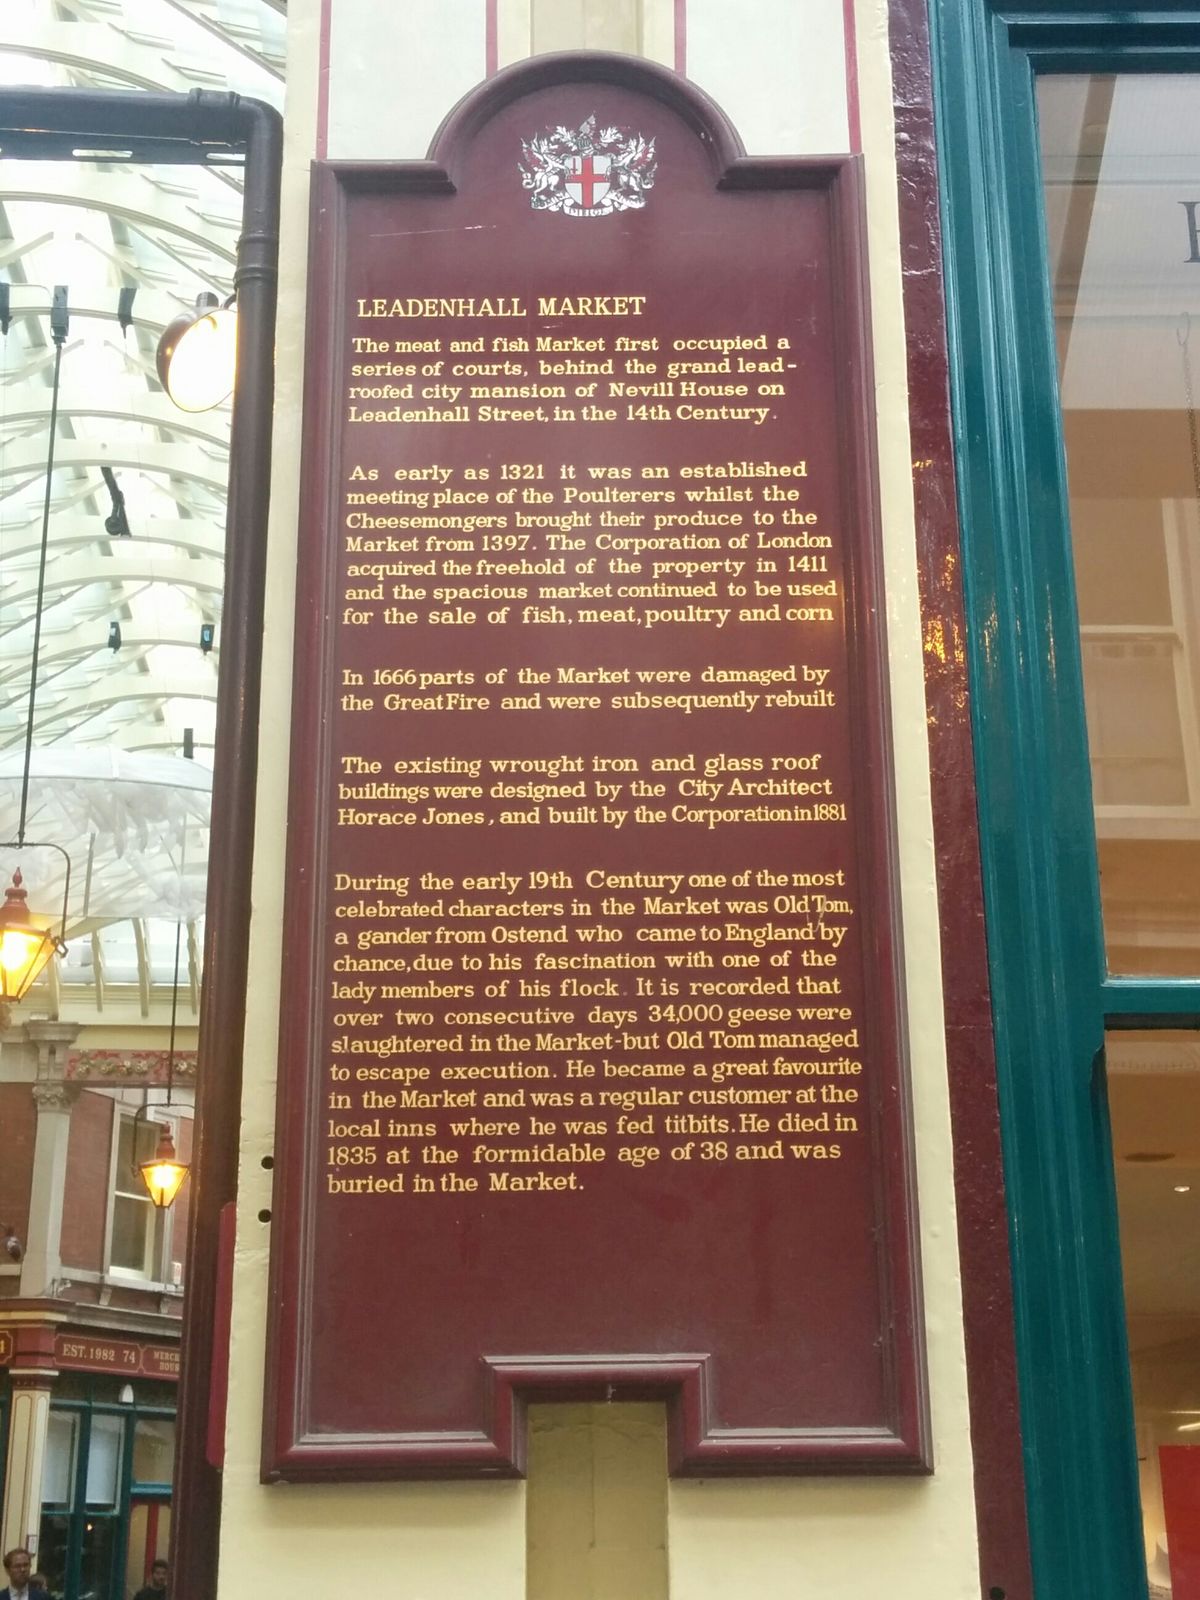 LEADENHALL MARKET
The meat and fish Market first occupied a
series of courts, behind the grand lead-
roofed city mansion of Nevill House on
Leadenhall Street, in the 14th Century.
As early as 1321 it was an established
meeting place of the Poulterers whilst the
Cheesemongers brought their produce to the
Market from 1397. The Corporation of London
acquired the freehold of the property in 1411
and the spacious market continued to be used
for the sale of fish, meat, poultry and corn
In 1666 parts of the Market were damaged by
the Great Fire and were subsequently rebuilt
The existing wrought iron and glass roof
buildings were designed by the City Architect
Horace Jones, and built by the Corporation in 1881
During the early 19th Century one of the most
celebrated characters in the Market was Old Tom,
a gander from Ostend who came to England by
chance, due to his fascination with one of the
lady members of his flock. It is recorded that
over two consecutive days 34,000 geese were
slaughtered in the Market-but Old Tom managed
to escape execution. He became a great favourite
in the Market and was a regular customer at the
local inns where he was fed titbits. He died in
1835 at the formidable age of 38 and was
buried in the Market.
EST. 1982 74